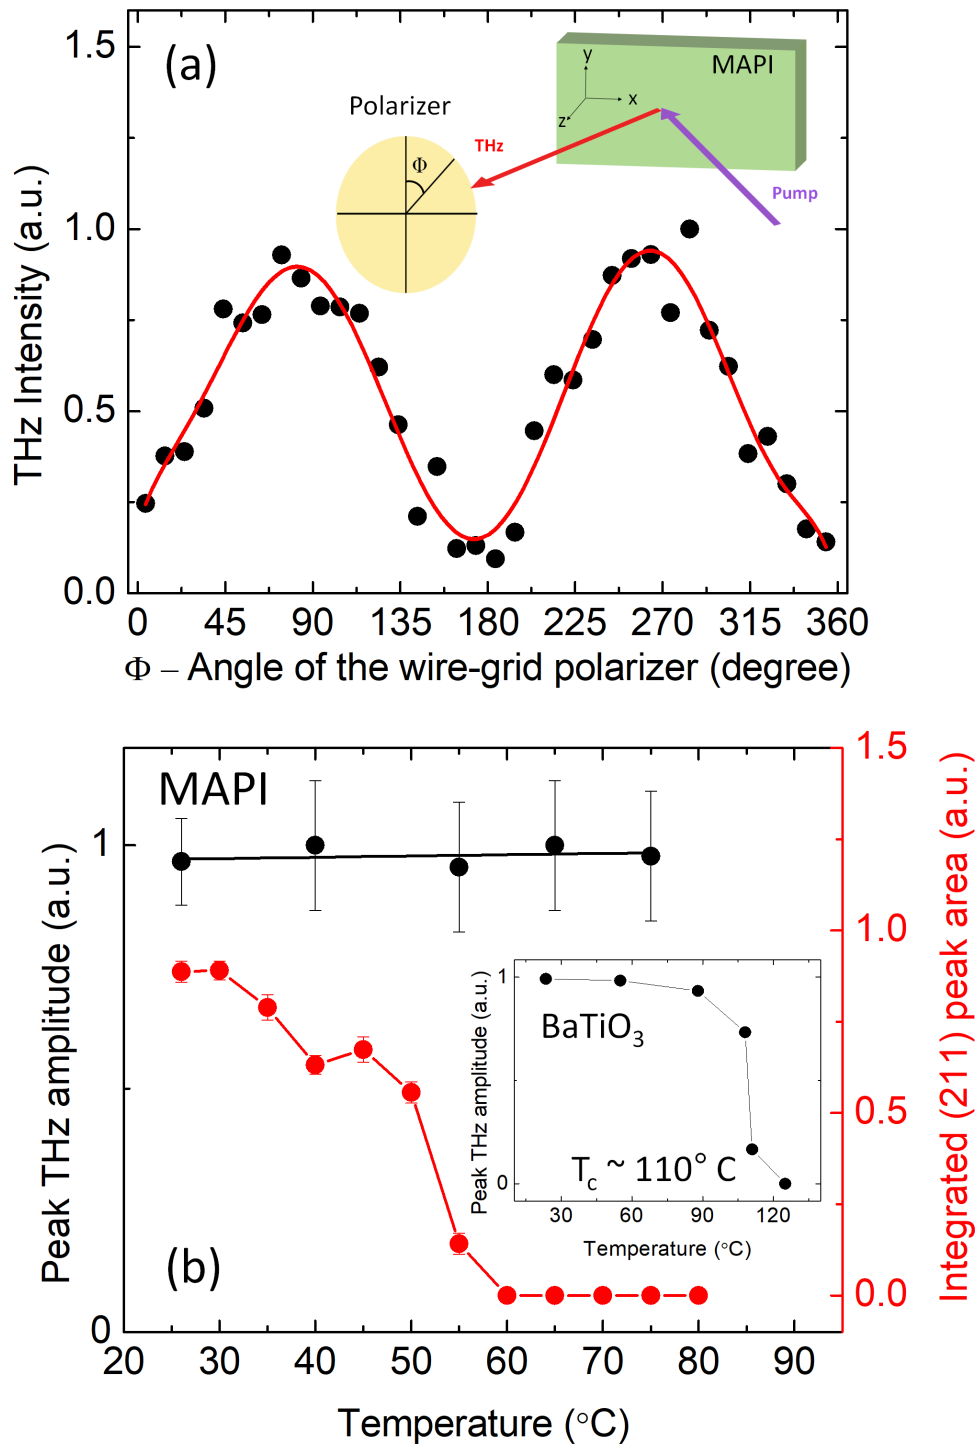 (a)
MAPI
y
x
z
Polarizer
Φ
THz
Pump
THz Intensity (a.u.)
1.5
1.0
0.5
0.0
0 45 90 135 180 225 270 315 360
Φ – Angle of the wire-grid polarizer (degree)
MAPI
Peak THz amplitude (a.u.)
1
0
Integrated (211) peak area (a.u.)
1.5
1.0
0.5
0.0
BaTiO3
Tc ~ 110° C
Peak THz amplitude (a.u.)
1
0
30 60 90 120
Temperature (°C)
(b)
20 30 40 50 60 70 80 90
Temperature (°C)